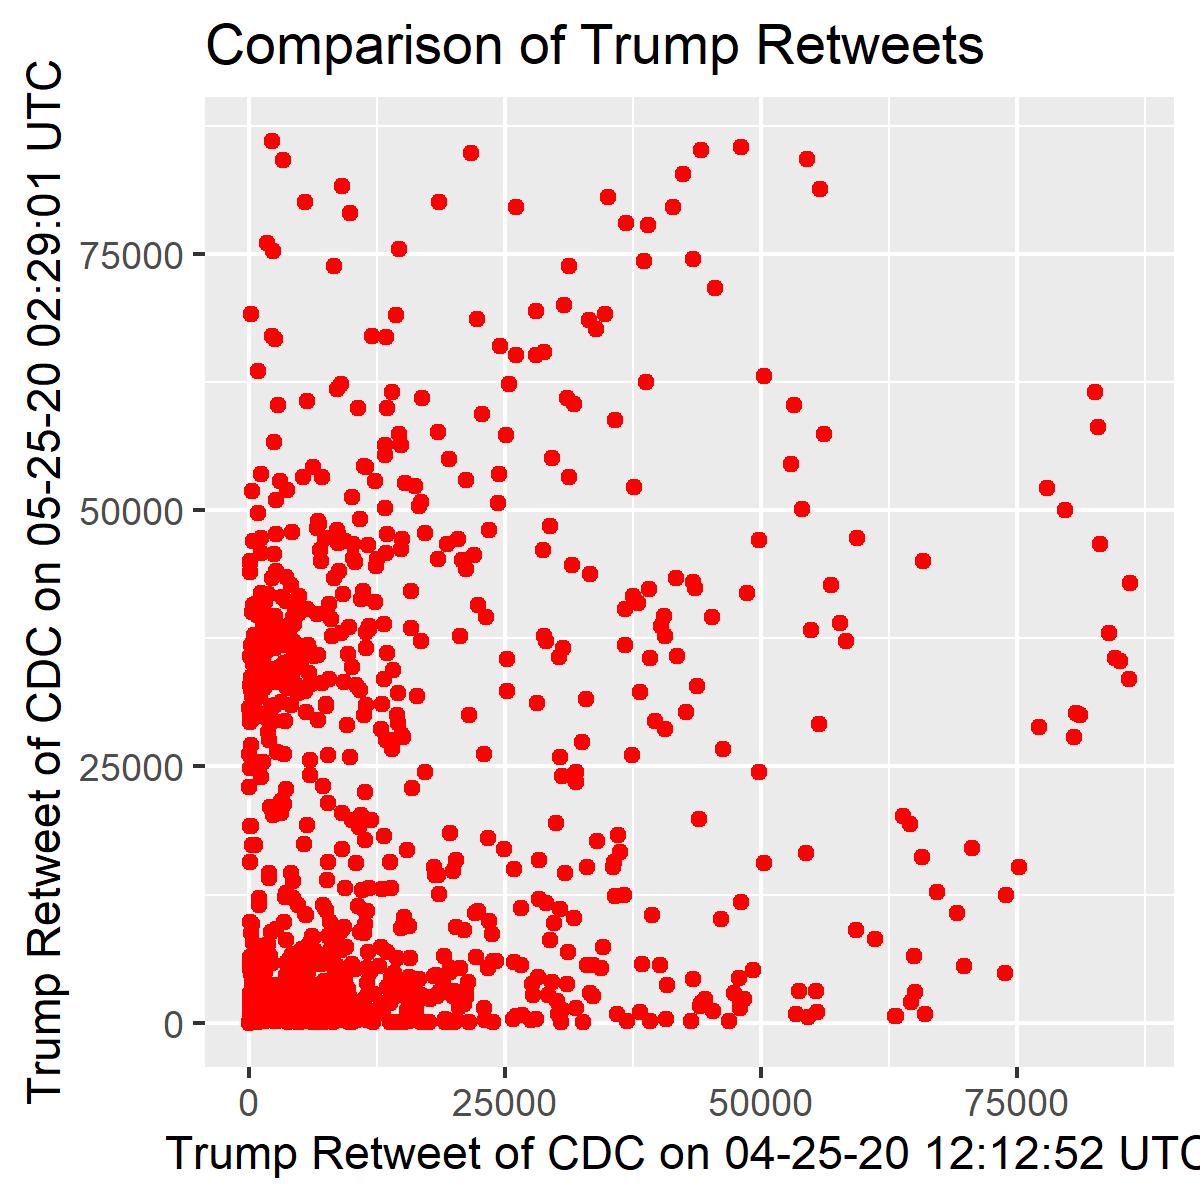 Comparison of Trump Retweets
Trump Retweet of CDC on 05-25-20 02:29:01 UTC
75000
50000
25000
0
0
25000
50000
75000
Trump Retweet of CDC on 04-25-20 12:12:52 UTC